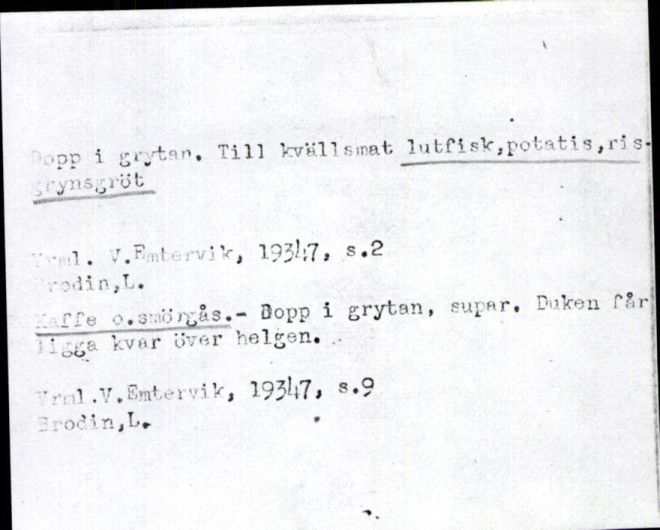 Dopp i grytan. Till kvällsmat lutfisk,potatis,ris-
grynsgröt
Vrml. V.Emtervik, 19347, s.2
Brodin,L.
Kaffe o.smörgås.- Dopp i grytan, supar. Duken får
ligga kvar över helgen.
Vrml.V.Emtervik, 19347, s.9
Brodin,L.